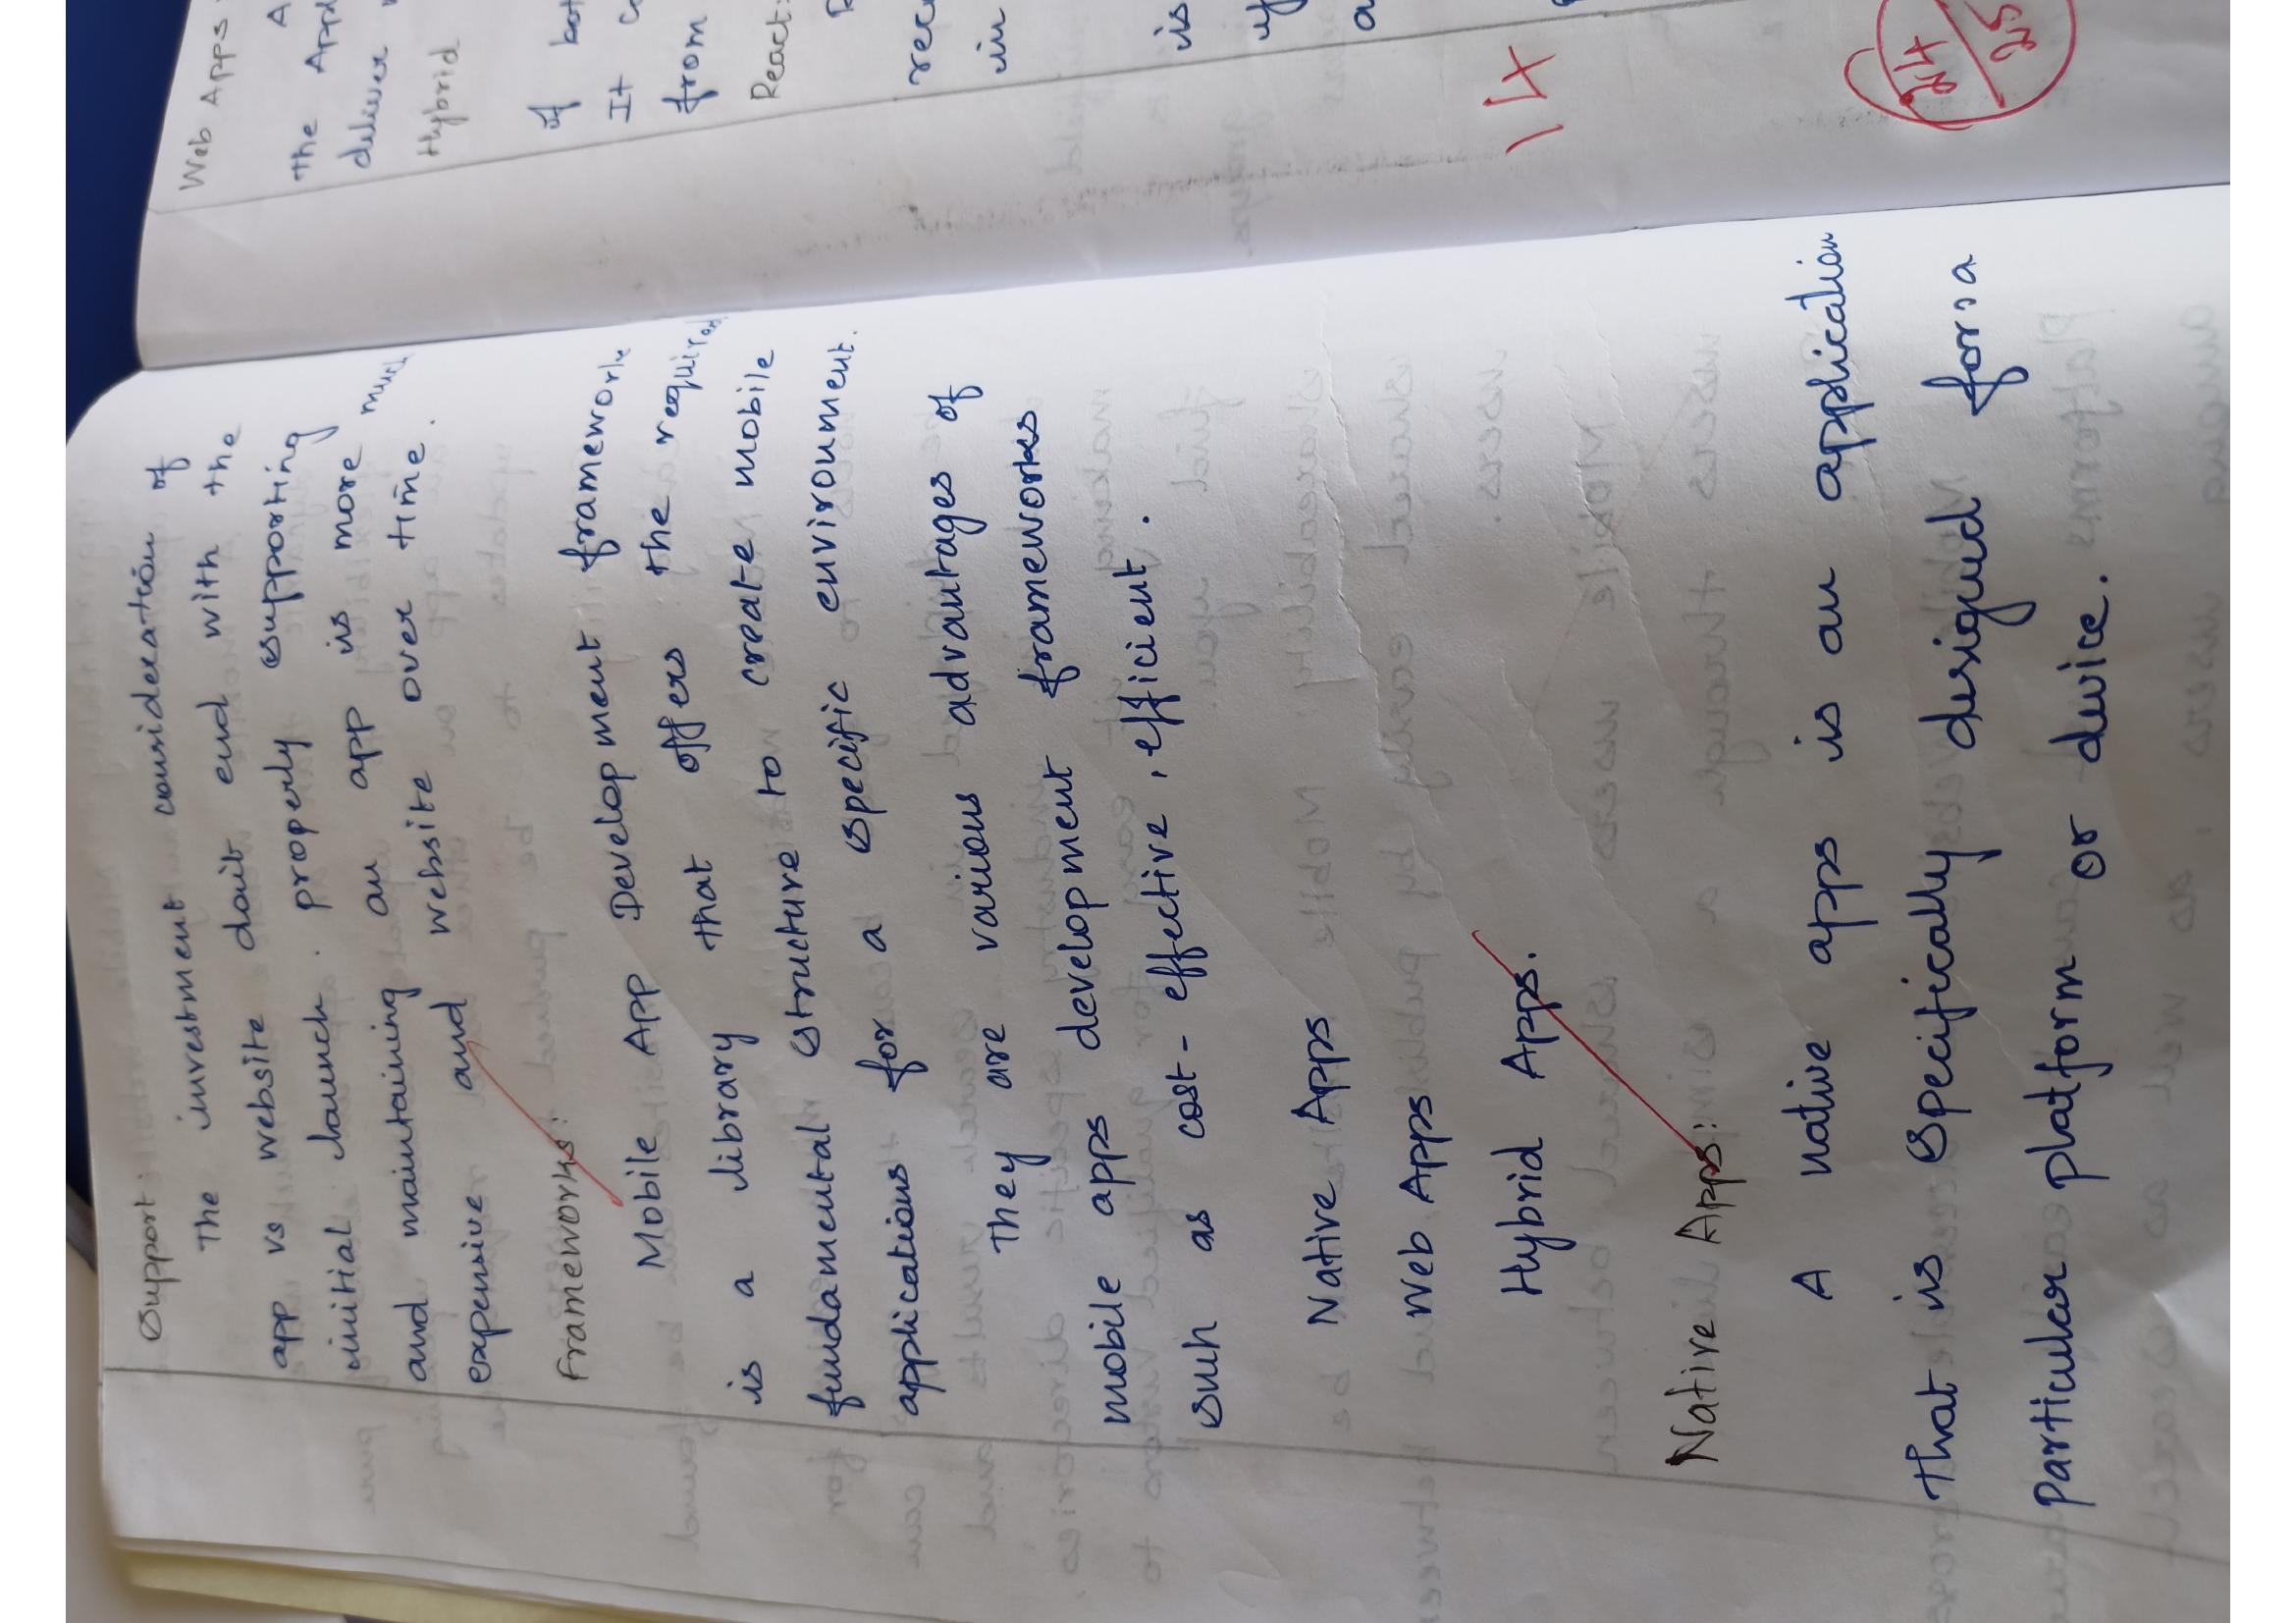 Support:
The investment consideration of
app vs website don't end with the
initial launch. properly supporting
and maintaining an app is more much
expensive and website over time.
Frameworks:
Mobile App Development framework
is a library that offers the required
fundamental structure to create mobile
applications for a specific environment.
They are various advantages of
mobile apps development frameworks
such as cost-effective, efficient.
Native Apps
Web Apps
Hybrid Apps.
Native Apps:
A native apps is an application
that is specifically designed for a
particular platform or device.
Web Apps
A
the
deliver
Hybrid
of
It
from
React:
in
is
14
24
25